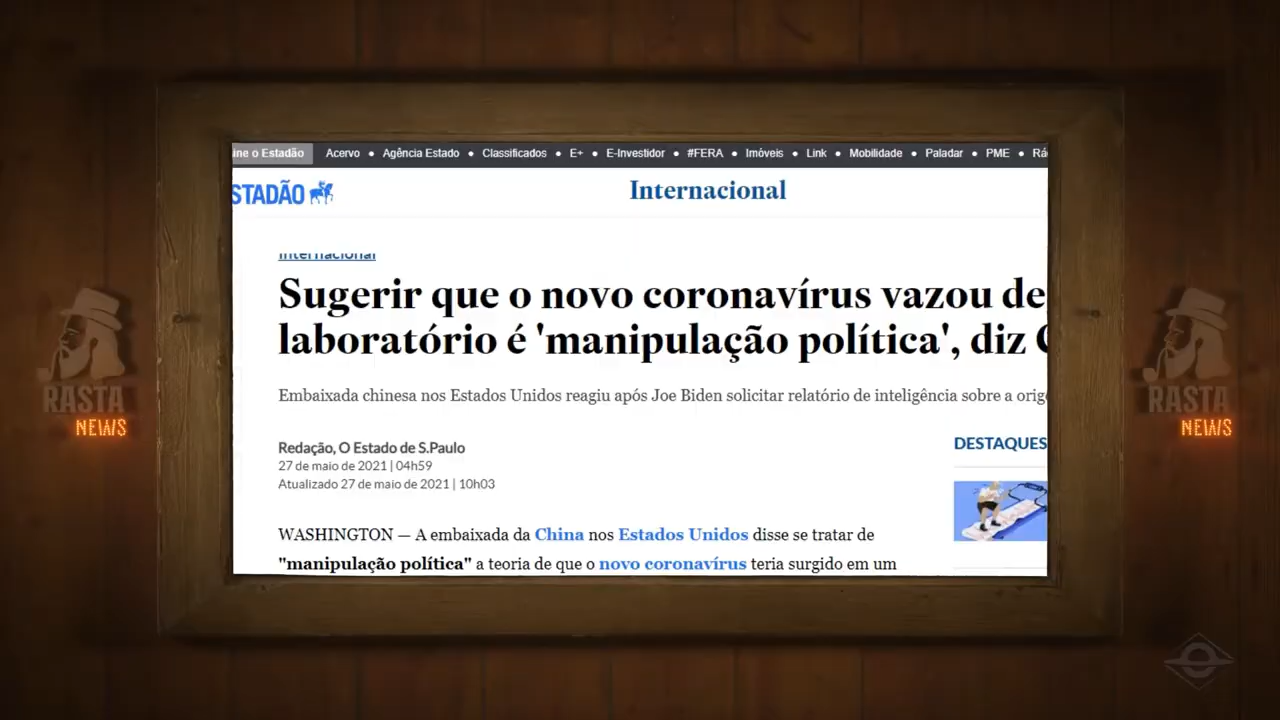 ine o Estadão Acervo • Agência Estado • Classificados • E+ • E-Investidor • #FERA • Imóveis • Link • Mobilidade • Paladar • PME •
STADÃO
Internacional
Internacional
Sugerir que o novo coronavírus vazou de
laboratório é 'manipulação política', diz
Embaixada chinesa nos Estados Unidos reagiu após Joe Biden solicitar relatório de inteligência sobre a orig
Redação, O Estado de S.Paulo
27 de maio de 2021 | 04h59
Atualizado 27 de maio de 2021 | 10h03
DESTAQUES
WASHINGTON — A embaixada da China nos Estados Unidos disse se tratar de
"manipulação política" a teoria de que o novo coronavírus teria surgido em um
RASTA
NEWS
RASTA
NEWS